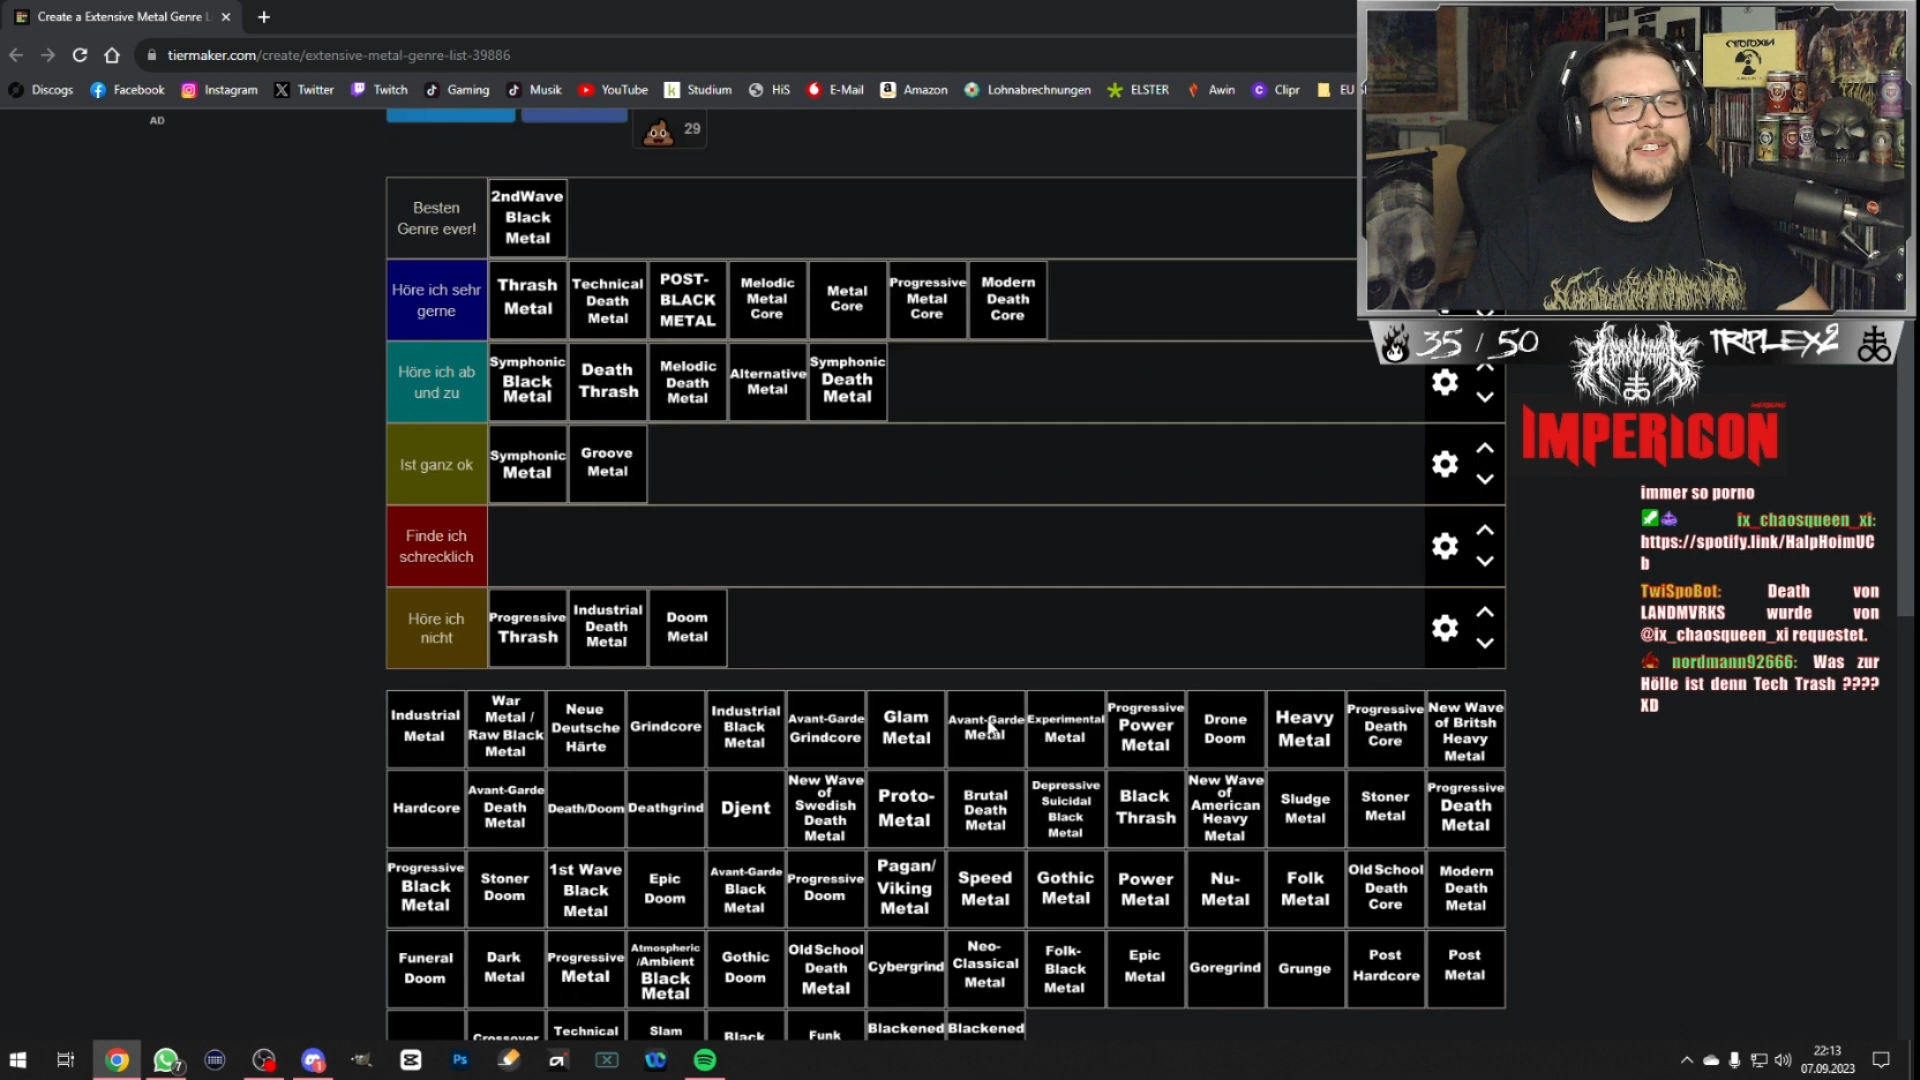 Create a Extensive Metal Genre L
tiermaker.com/create/extensive-metal-genre-list-39886
Discogs Facebook Instagram Twitter Twitch Gaming Musik YouTube Studium HiS E-Mail Amazon Lohnabrechnungen ELSTER Awin Clipr EU
AD
29
Besten
Genre ever!
2ndWave
Black
Metal
Höre ich sehr
gerne
Thrash
Metal
Technical
Death
Metal
POST-
BLACK
METAL
Melodic
Metal
Core
Metal
Core
Progressive
Metal
Core
Modern
Death
Core
Höre ich ab
und zu
Symphonic
Black
Metal
Death
Thrash
Melodic
Death
Metal
Alternative
Metal
Symphonic
Death
Metal
Ist ganz ok
Symphonic
Metal
Groove
Metal
Finde ich
schrecklich
Höre ich
nicht
Progressive
Thrash
Industrial
Death
Metal
Doom
Metal
Industrial
Metal
War
Metal /
Raw Black
Metal
Neue
Deutsche
Härte
Grindcore
Industrial
Black
Metal
Avant-Garde
Grindcore
Glam
Metal
Avant-Garde
Metal
Experimental
Metal
Progressive
Power
Metal
Drone
Doom
Heavy
Metal
Progressive
Death
Core
New Wave
of Britsh
Heavy
Metal
Hardcore
Avant-Garde
Death
Metal
Death/Doom
Deathgrind
Djent
New Wave
of
Swedish
Death
Metal
Proto-
Metal
Brutal
Death
Metal
Depressive
Suicidal
Black
Metal
Black
Thrash
New Wave
of
American
Heavy
Metal
Sludge
Metal
Stoner
Metal
Progressive
Death
Metal
Progressive
Black
Metal
Stoner
Doom
1st Wave
Black
Metal
Epic
Doom
Avant-Garde
Black
Metal
Progressive
Doom
Pagan/
Viking
Metal
Speed
Metal
Gothic
Metal
Power
Metal
Nu-
Metal
Folk
Metal
Old School
Death
Core
Modern
Death
Metal
Funeral
Doom
Dark
Metal
Progressive
Metal
Atmospheric
/Ambient
Black
Metal
Gothic
Doom
Old School
Death
Metal
Cybergrind
Neo-
Classical
Metal
Folk-
Black
Metal
Epic
Metal
Goregrind
Grunge
Post
Hardcore
Post
Metal
Crossover
Technical
Slam
Black
Funk
Blackened
Blackened
CYTOTOXIN
35 / 50
TRIPLEX2
IMPERICON
immer so porno
ix_chaosqueen_xi:
https://spotify.link/HalpHoimUC
b
TwiSpoBot: Death von
LANDMVRKS wurde von
@ix_chaosqueen_xi requestet.
nordmann92666: Was zur
Hölle ist denn Tech Trash ????
XD
7
1
Ps
22:13
07.09.2023